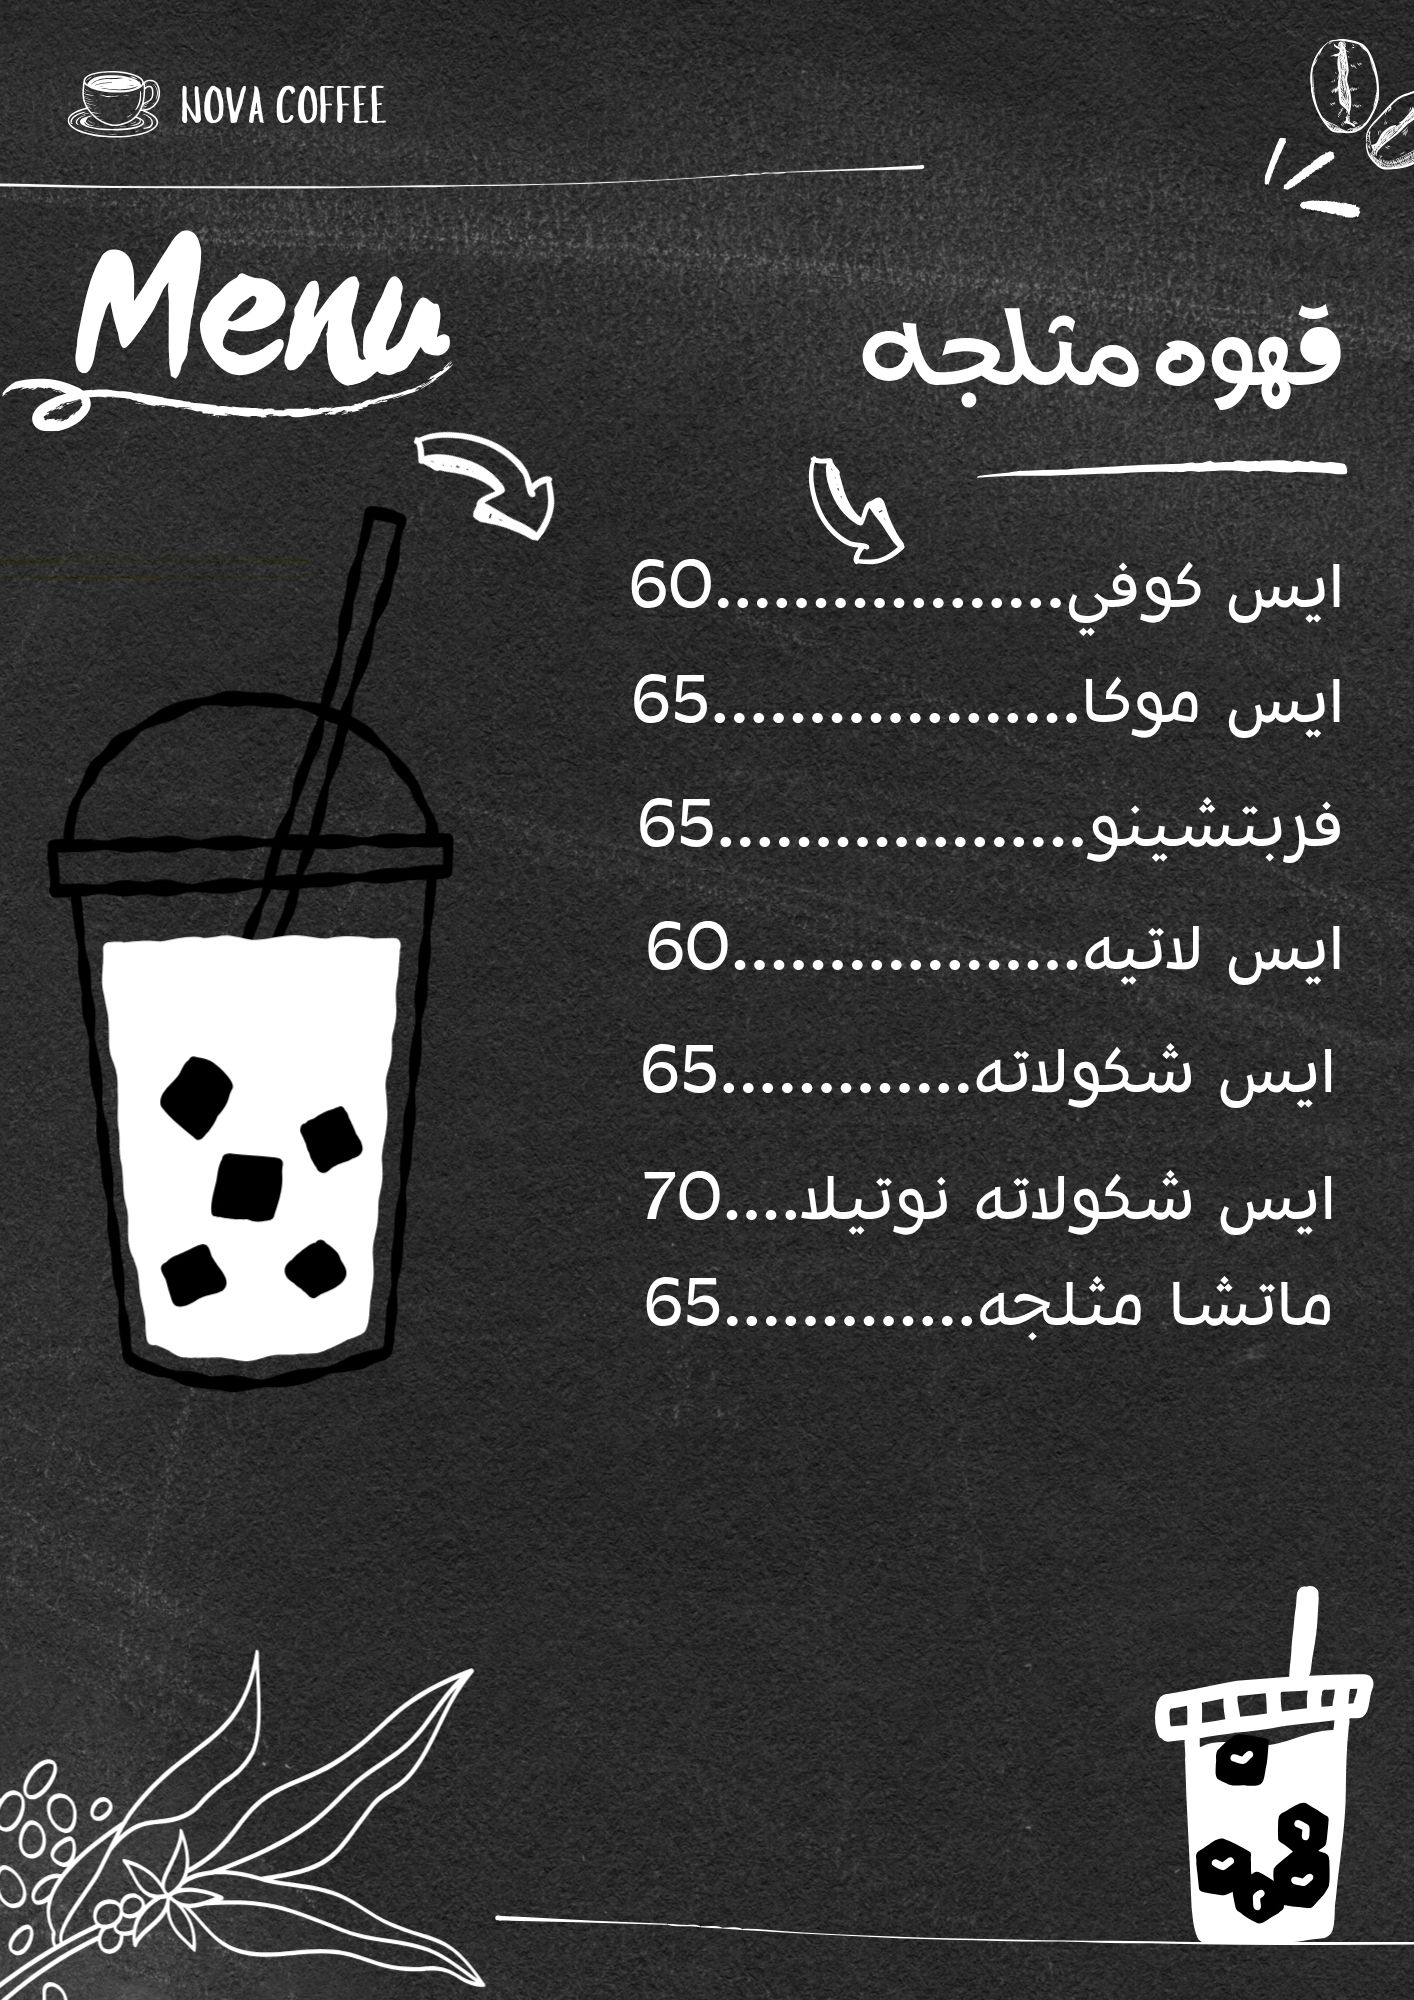 NOVA COFFEE
Menu
قهوه مثلجه
ايس كوفي..................60
ايس موكا...................65
فربتشينو...................65
ايس لاتيه..................60
ايس شكولاته.............65
ايس شكولاته نوتيلا....70
ماتشا مثلجه.............65